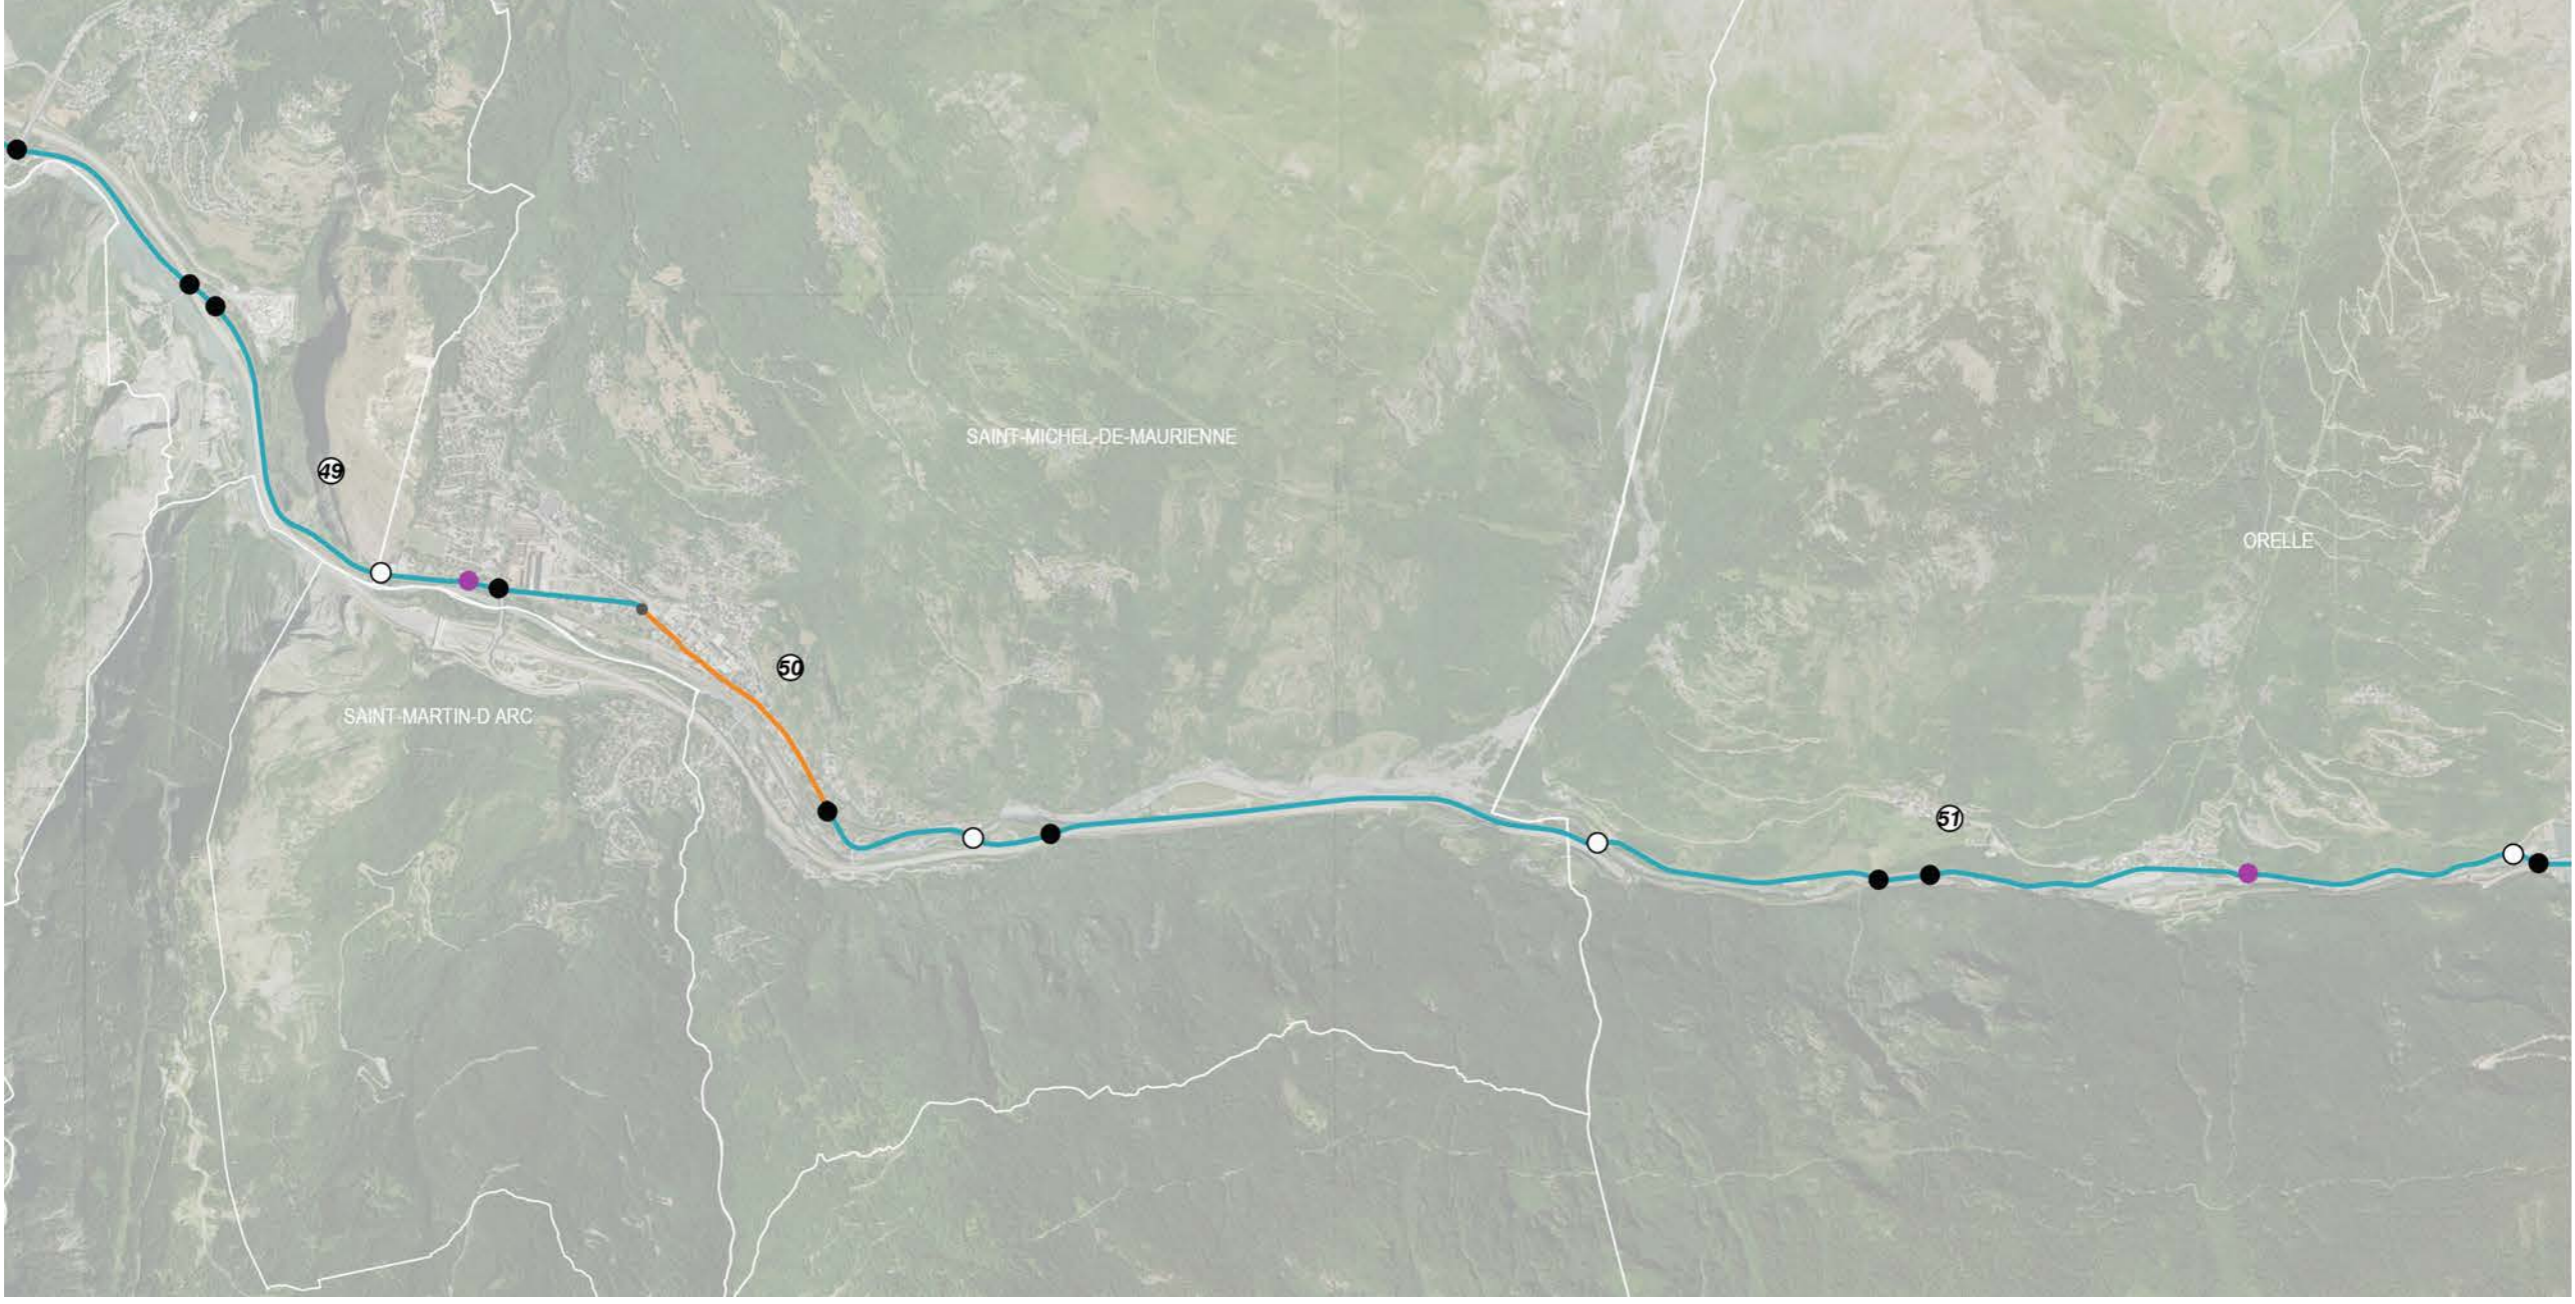 SAINT-MICHEL-DE-MAURIENNE
49
ORELLE
50
SAINT-MARTIN-D ARC
51